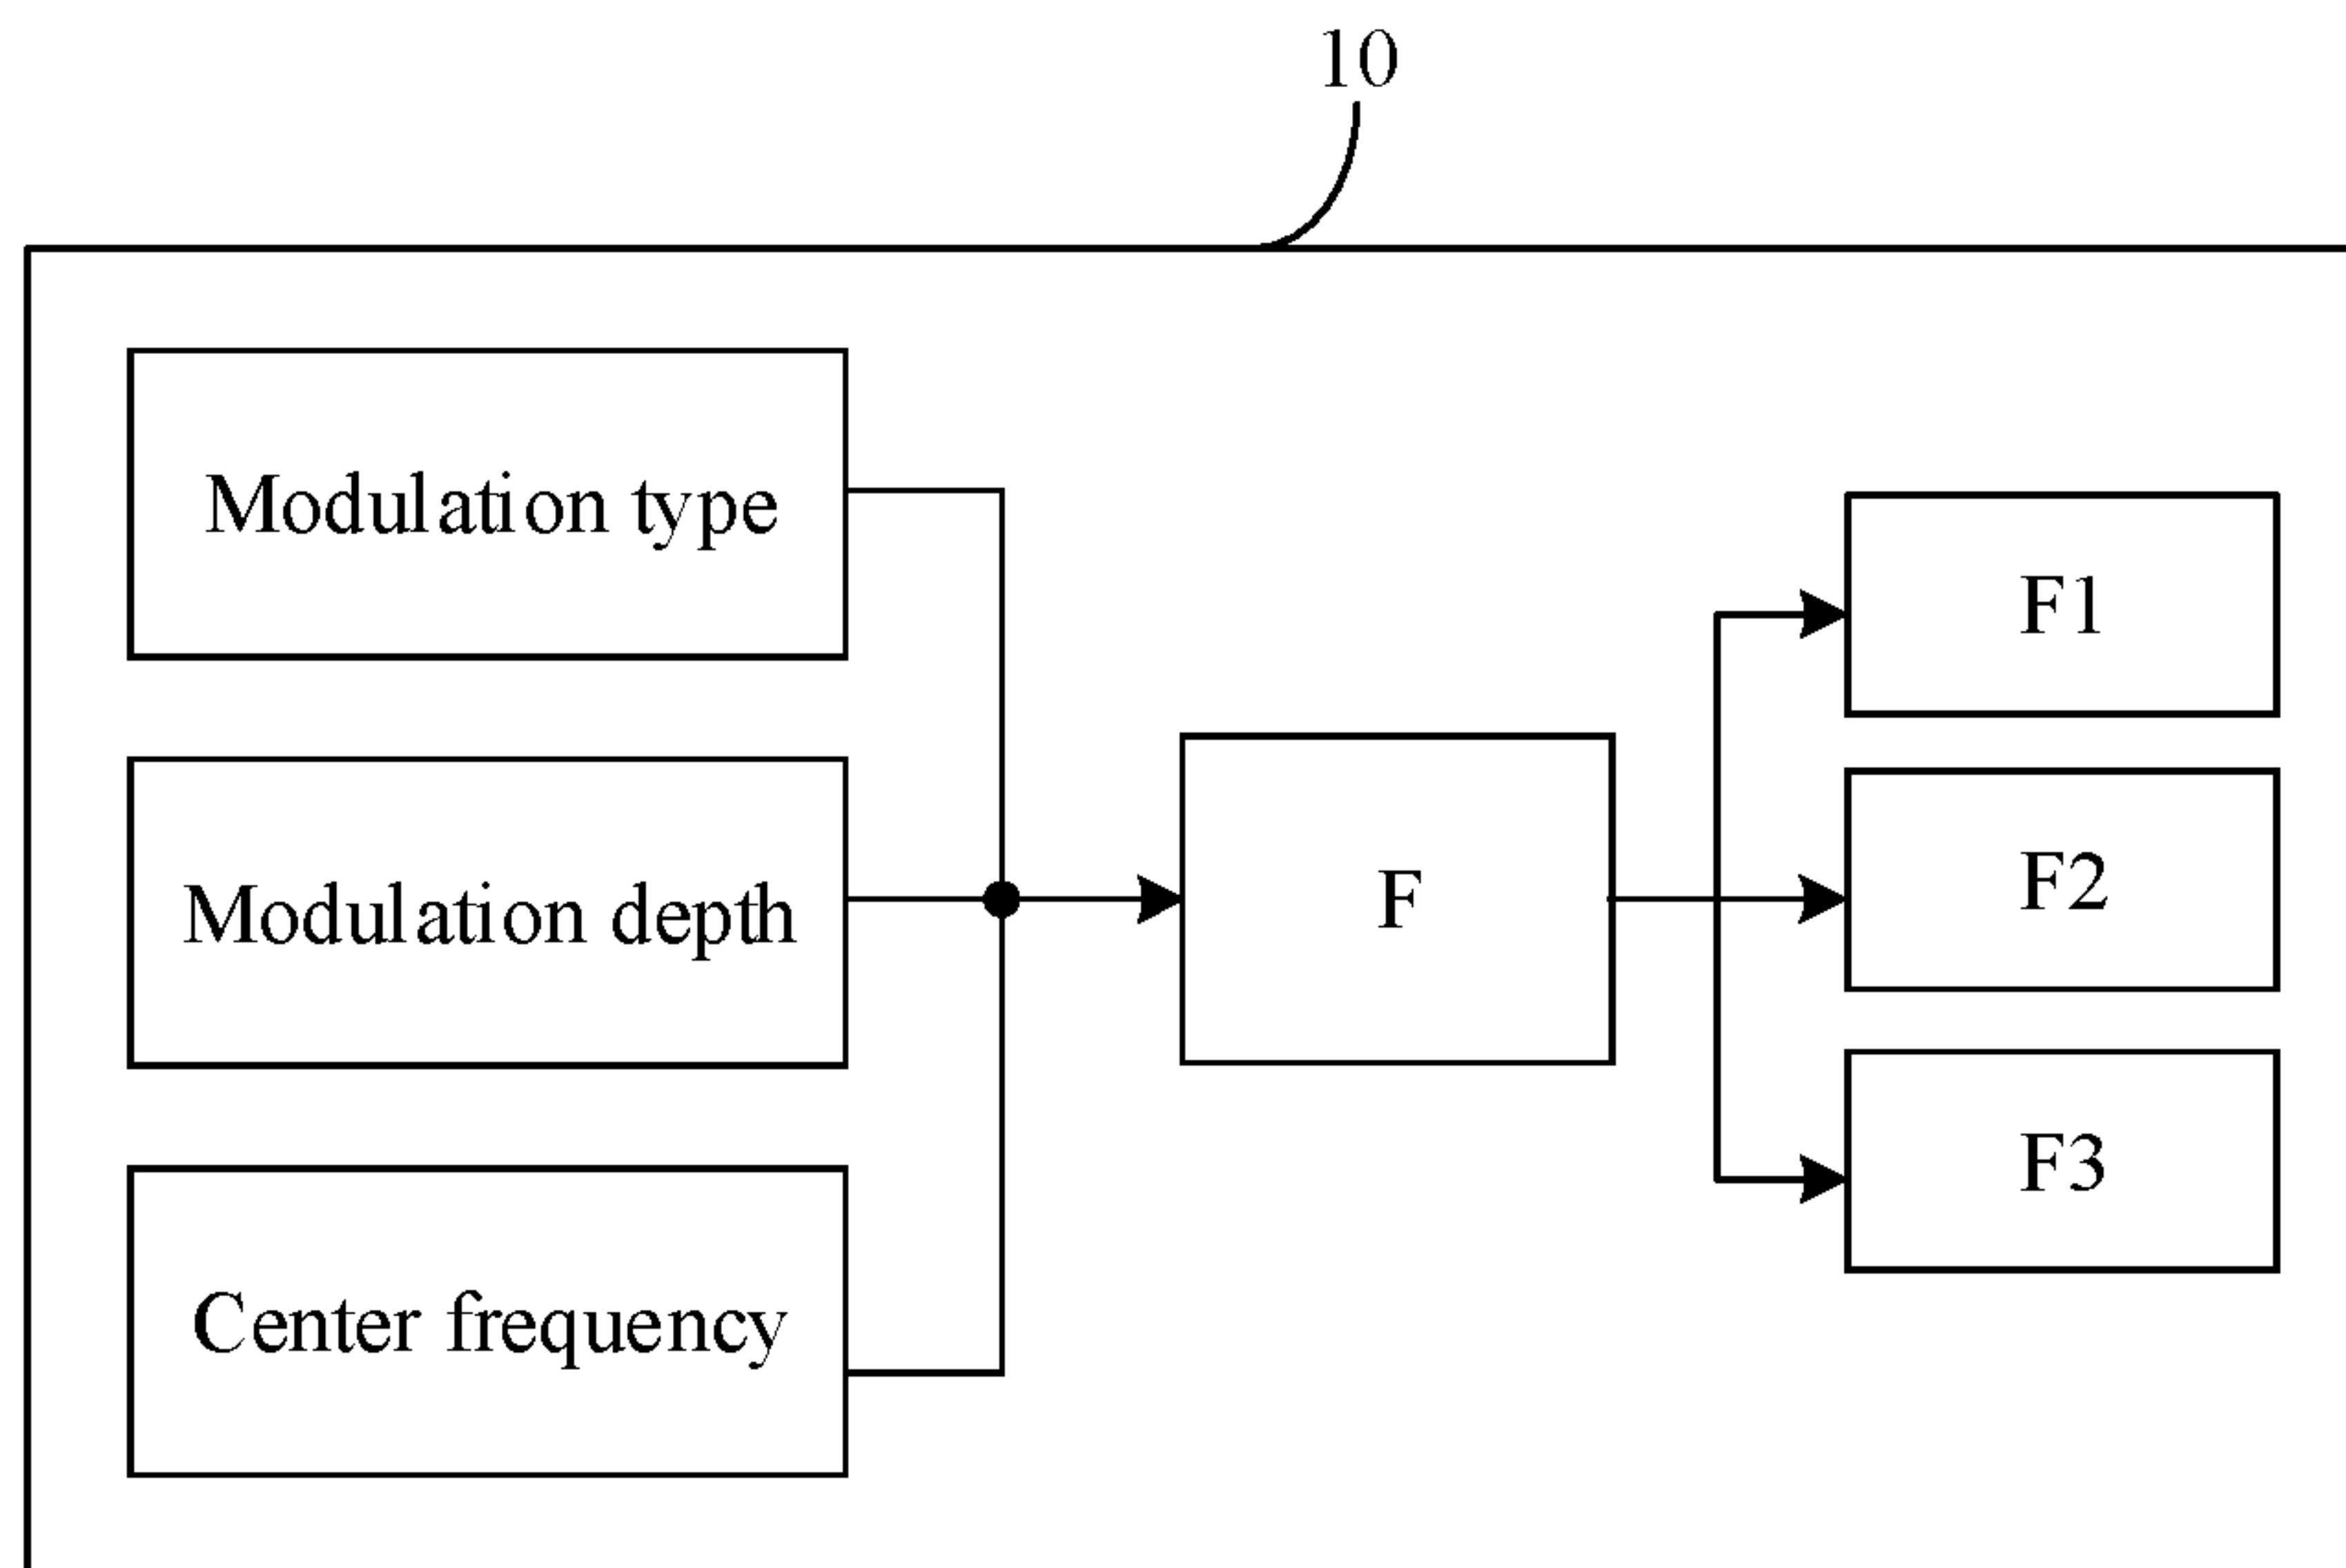 10
Modulation type
Modulation depth
Center frequency
F
F1
F2
F3